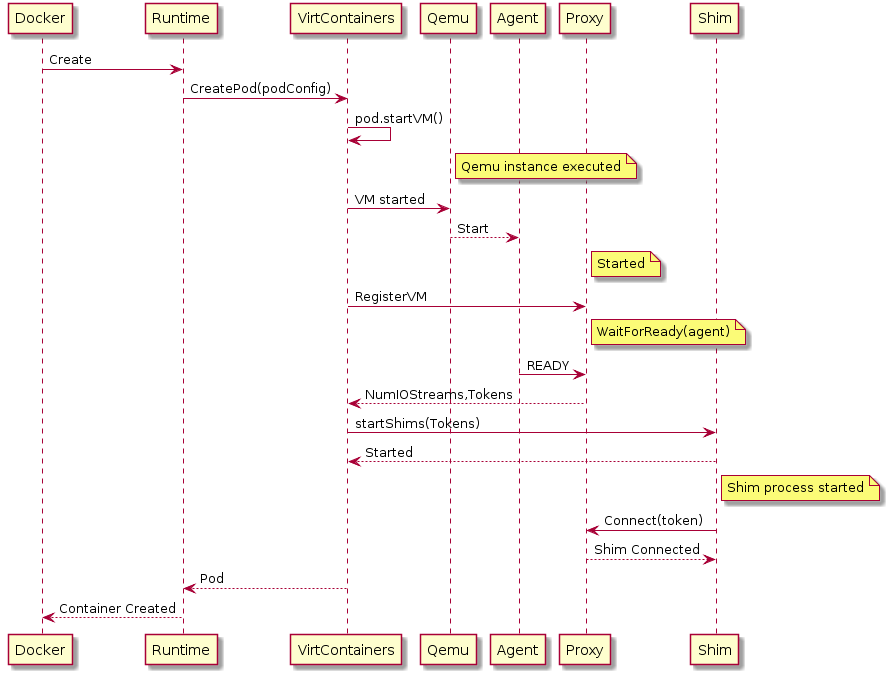 Docker Runtime VirtContainers Qemu Agent Proxy Shim
Create
CreatePod(podConfig)
pod.startVM()
Qemu instance executed
VM started
Start
Started
RegisterVM
WaitForReady(agent)
READY
NumIOStreams,Tokens
startShims(Tokens)
Started
Shim process started
Connect(token)
Shim Connected
Pod
Container Created
Docker Runtime VirtContainers Qemu Agent Proxy Shim